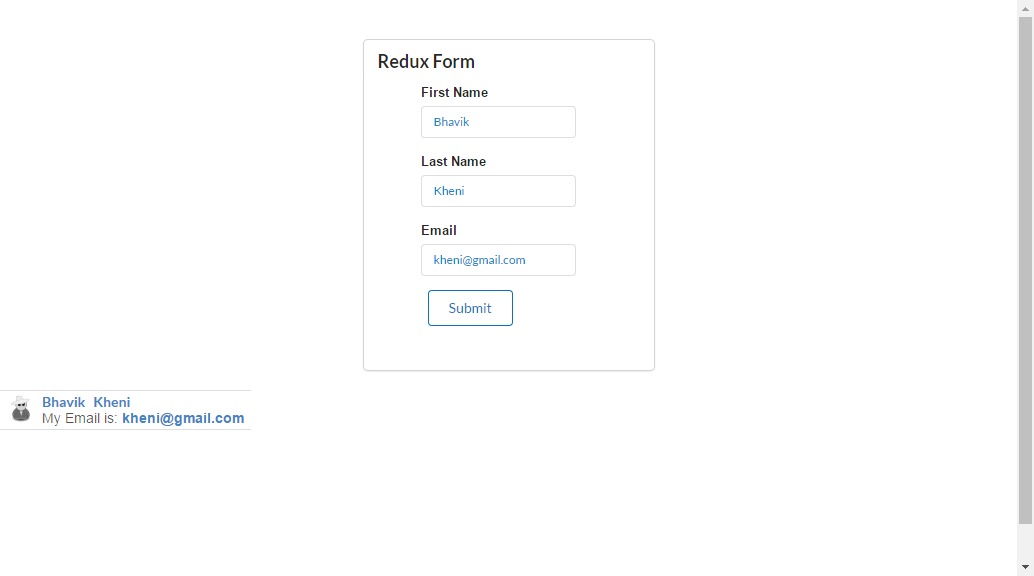 Redux Form
First Name
Bhavik
Last Name
Kheni
Email
kheni@gmail.com
Submit
Bhavik  Kheni
My Email is: kheni@gmail.com